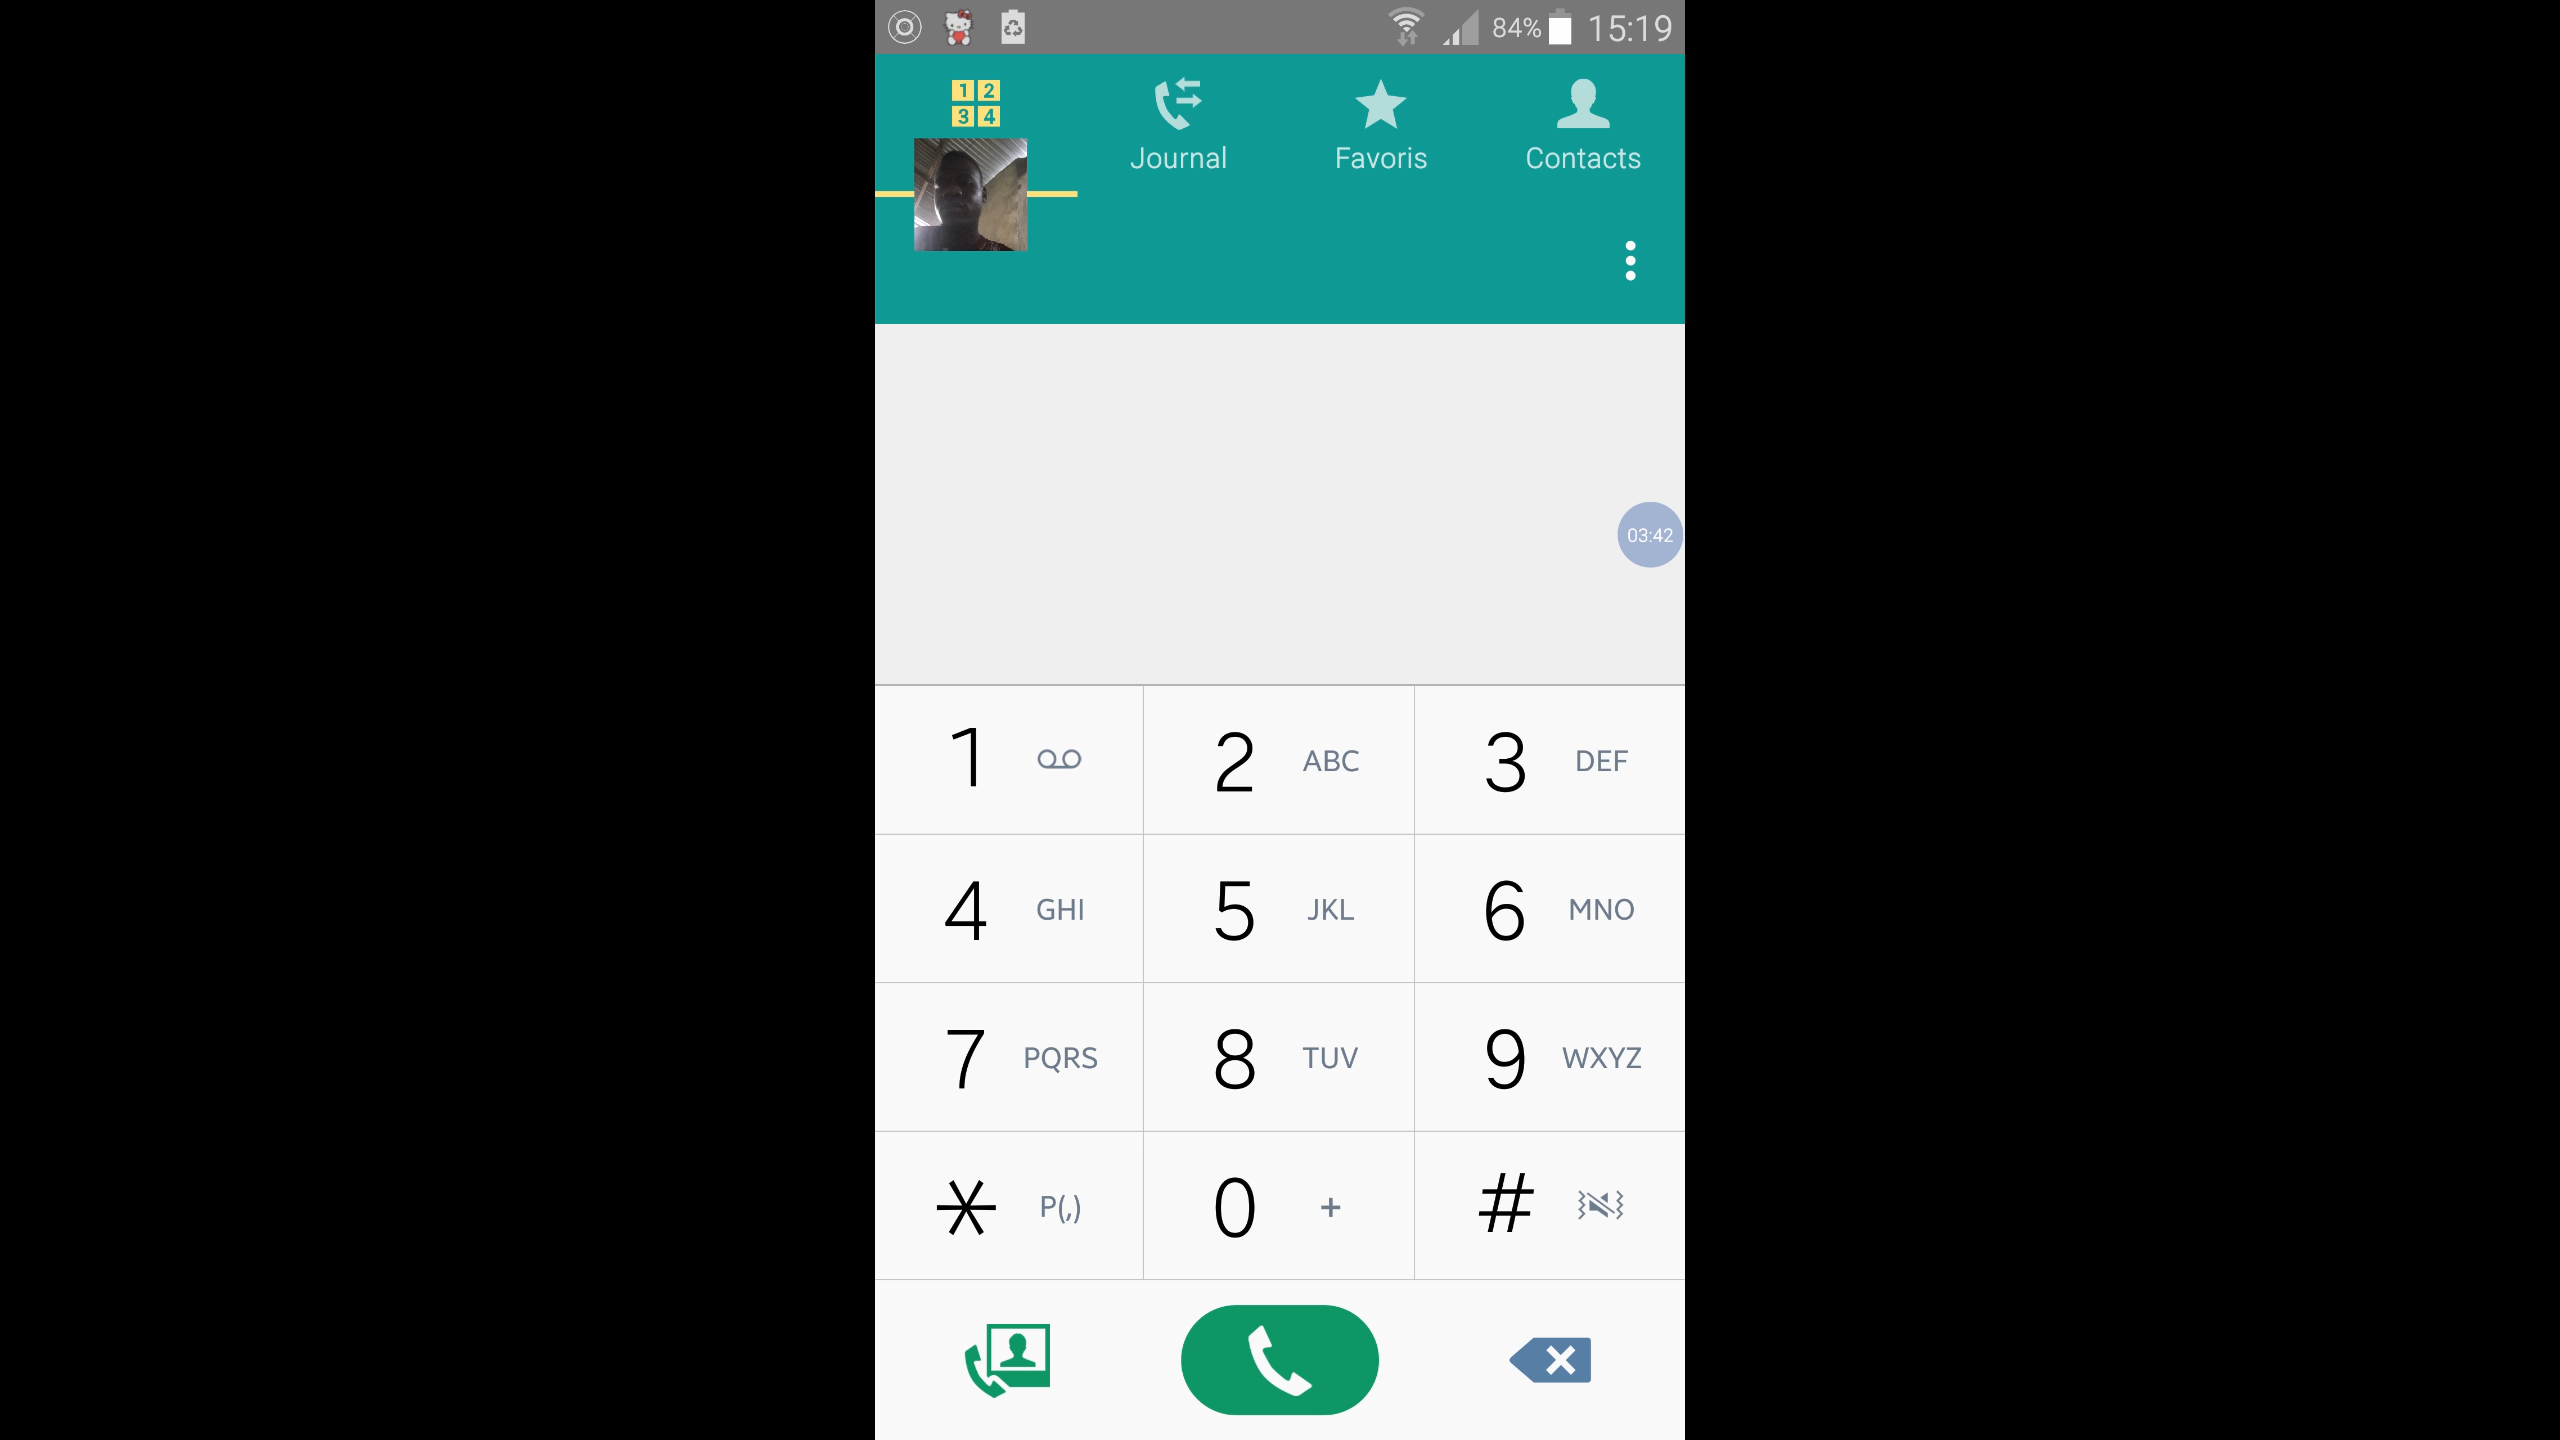 84% 15:19
1 2
3 4
Journal Favoris Contacts
03:42
1 2 ABC 3 DEF
4 GHI 5 JKL 6 MNO
7 PQRS 8 TUV 9 WXYZ
* P(,) 0 + #